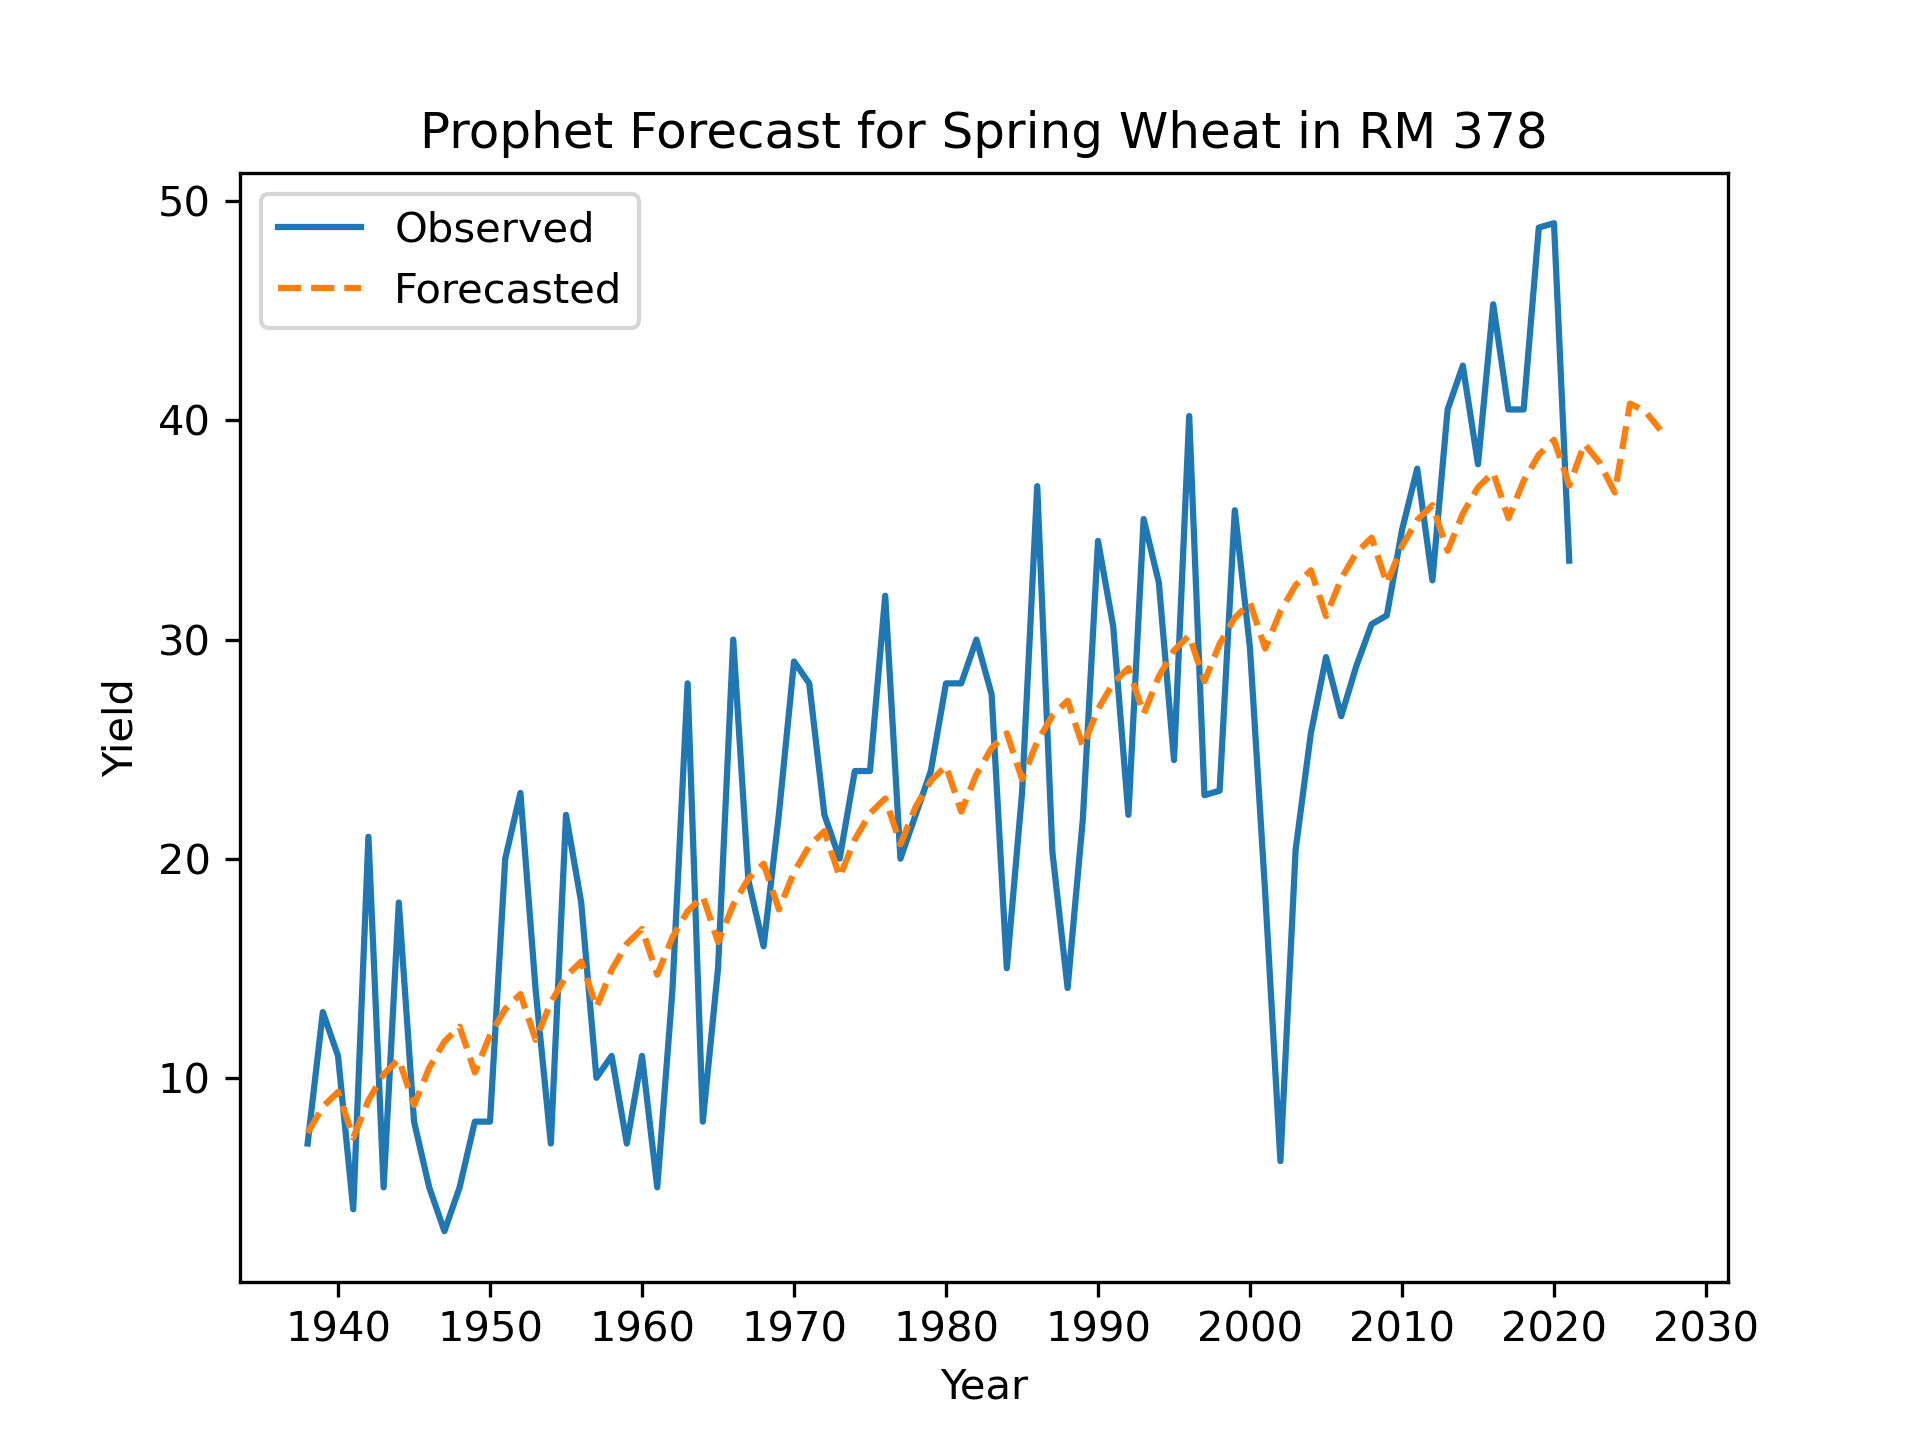 Prophet Forecast for Spring Wheat in RM 378
50
40
30
20
10
Yield
Observed
Forecasted
1940 1950 1960 1970 1980 1990 2000 2010 2020 2030
Year